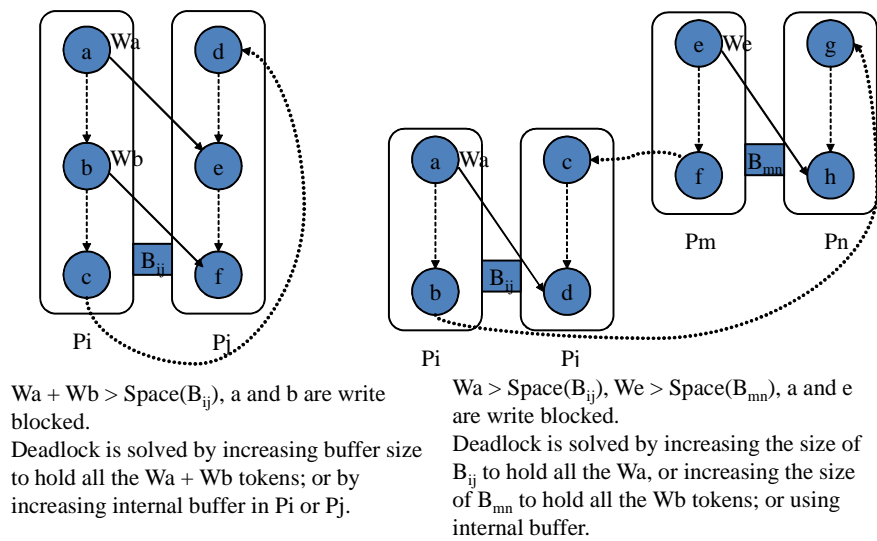 a
Wa
d
b
Wb
e
c
Bij
f
Pi
Pj
Wa + Wb > Space(Bij), a and b are write
blocked.
Deadlock is solved by increasing buffer size
to hold all the Wa + Wb tokens; or by
increasing internal buffer in Pi or Pj.
e
We
g
a
Wa
c
f
Bmn
h
Pm
Pn
b
Bij
d
Pi
Pj
Wa > Space(Bij), We > Space(Bmn), a and e
are write blocked.
Deadlock is solved by increasing the size of
Bij to hold all the Wa, or increasing the size
of Bmn to hold all the Wb tokens; or using
internal buffer.